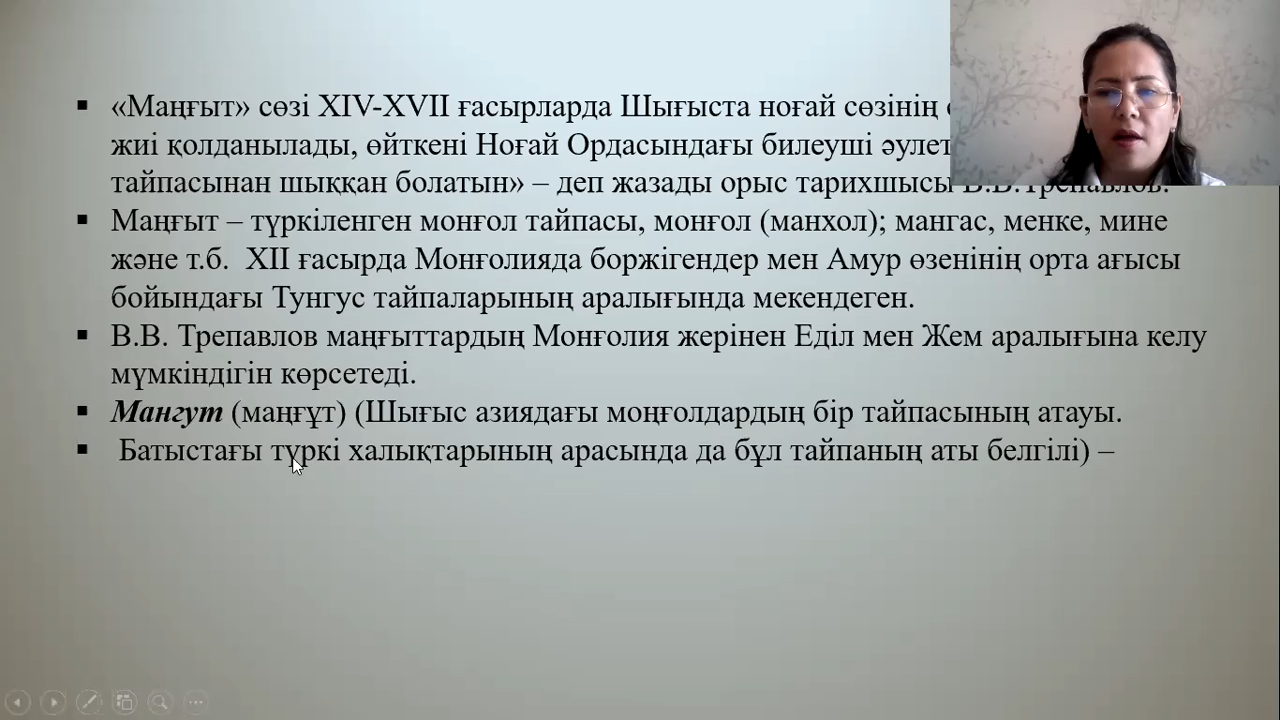 ▪ «Маңғыт» сөзі XIV-XVII ғасырларда Шығыста ноғай сөзінің
жиі қолданылады, өйткені Ноғай Ордасындағы билеуші әулет
тайпасынан шыққан болатын» – деп жазады орыс тарихшысы В.В.Трепавлов.
▪ Маңғыт – түркіленген монғол тайпасы, монғол (манхол); мангас, менке, мине
және т.б. XII ғасырда Монғолияда боржігендер мен Амур өзенінің орта ағысы
бойындағы Тунгус тайпаларының аралығында мекендеген.
▪ В.В. Трепавлов маңғыттардың Монғолия жерінен Еділ мен Жем аралығына келу
мүмкіндігін көрсетеді.
▪ Мангут (маңғұт) (Шығыс азиядағы моңғолдардың бір тайпасының атауы.
▪ Батыстағы түркі халықтарының арасында да бұл тайпаның аты белгілі) –